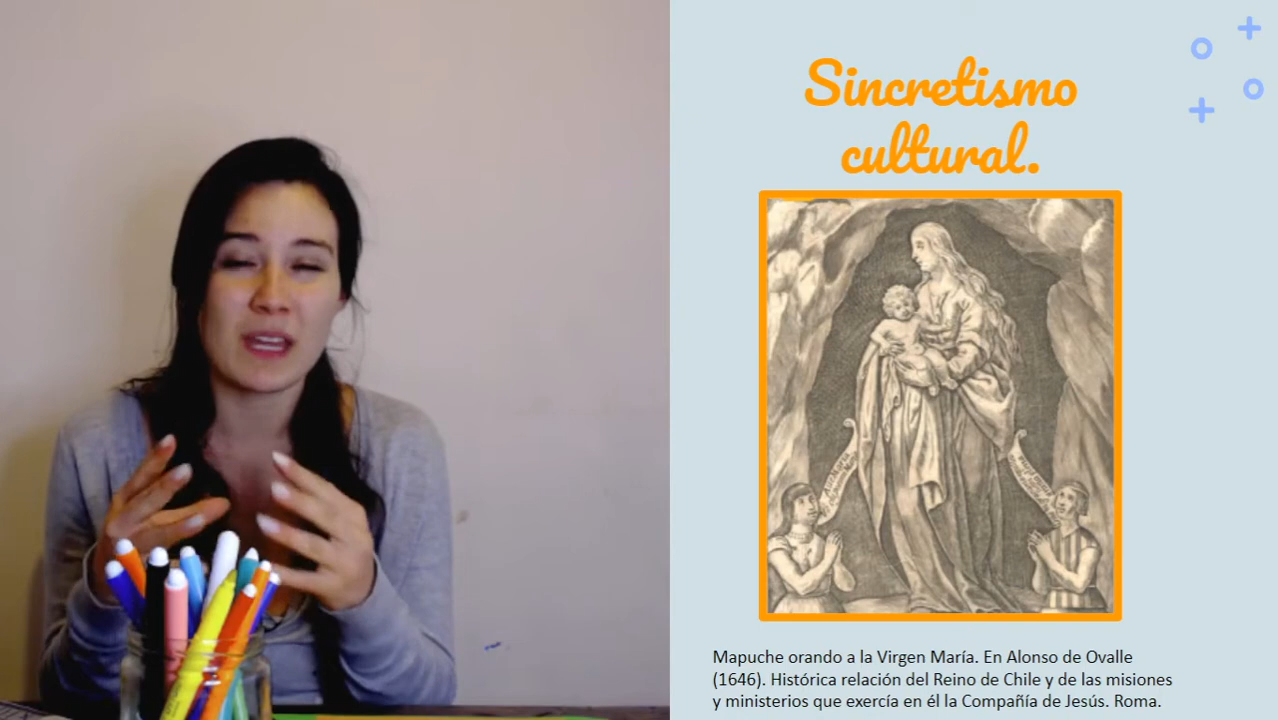 Sincretismo
cultural.
Mapuche orando a la Virgen María. En Alonso de Ovalle
(1646). Histórica relación del Reino de Chile y de las misiones
y ministerios que exercía en él la Compañía de Jesús. Roma.